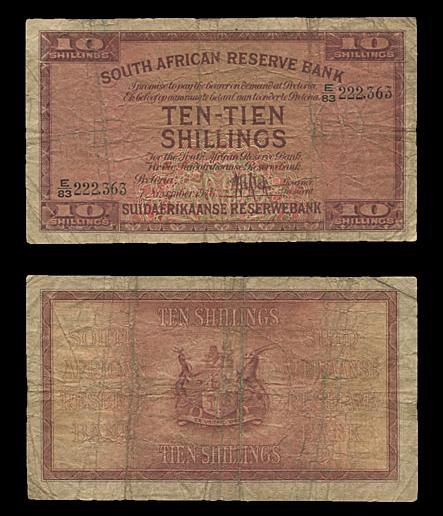 10 10
SHILLINGS SHILLINGS
SOUTH AFRICAN RESERVE BANK
I promise to pay the bearer on demand at Pretoria
E/83 222,363
TEN-TIEN
SHILLINGS
For the South African Reserve Bank
Pretoria
E/83 222,363
November
10 10
SHILLINGS SHILLINGS
SUIDAFRIKAANSE RESERWEBANK
TEN SHILLINGS
SOUTH
AFRICAN
RESERVE
BANK
SUID
AFRIKAANSE
RESERWE
BANK
TIEN SHILLINGS